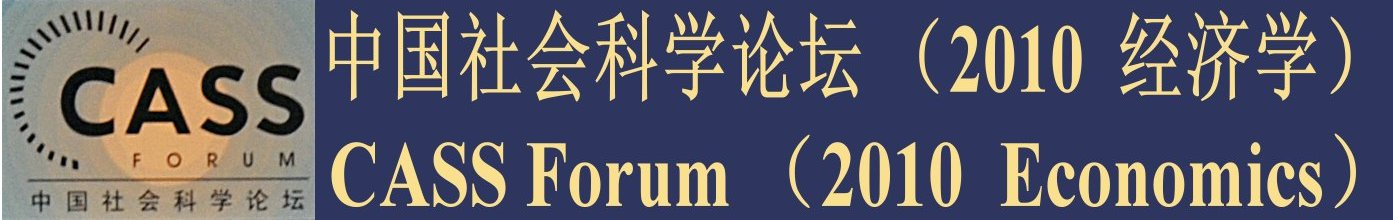 CASS
FORUM
中国社会科学论坛
中国社会科学论坛（2010 经济学）
CASS Forum （2010 Economics）